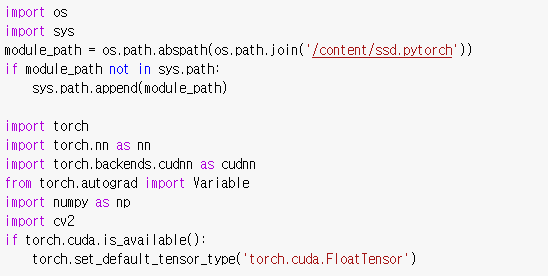 import os
import sys
module_path = os.path.abspath(os.path.join('/content/ssd.pytorch'))
if module_path not in sys.path:
    sys.path.append(module_path)

import torch
import torch.nn as nn
import torch.backends.cudnn as cudnn
from torch.autograd import Variable
import numpy as np
import cv2
if torch.cuda.is_available():
    torch.set_default_tensor_type('torch.cuda.FloatTensor')